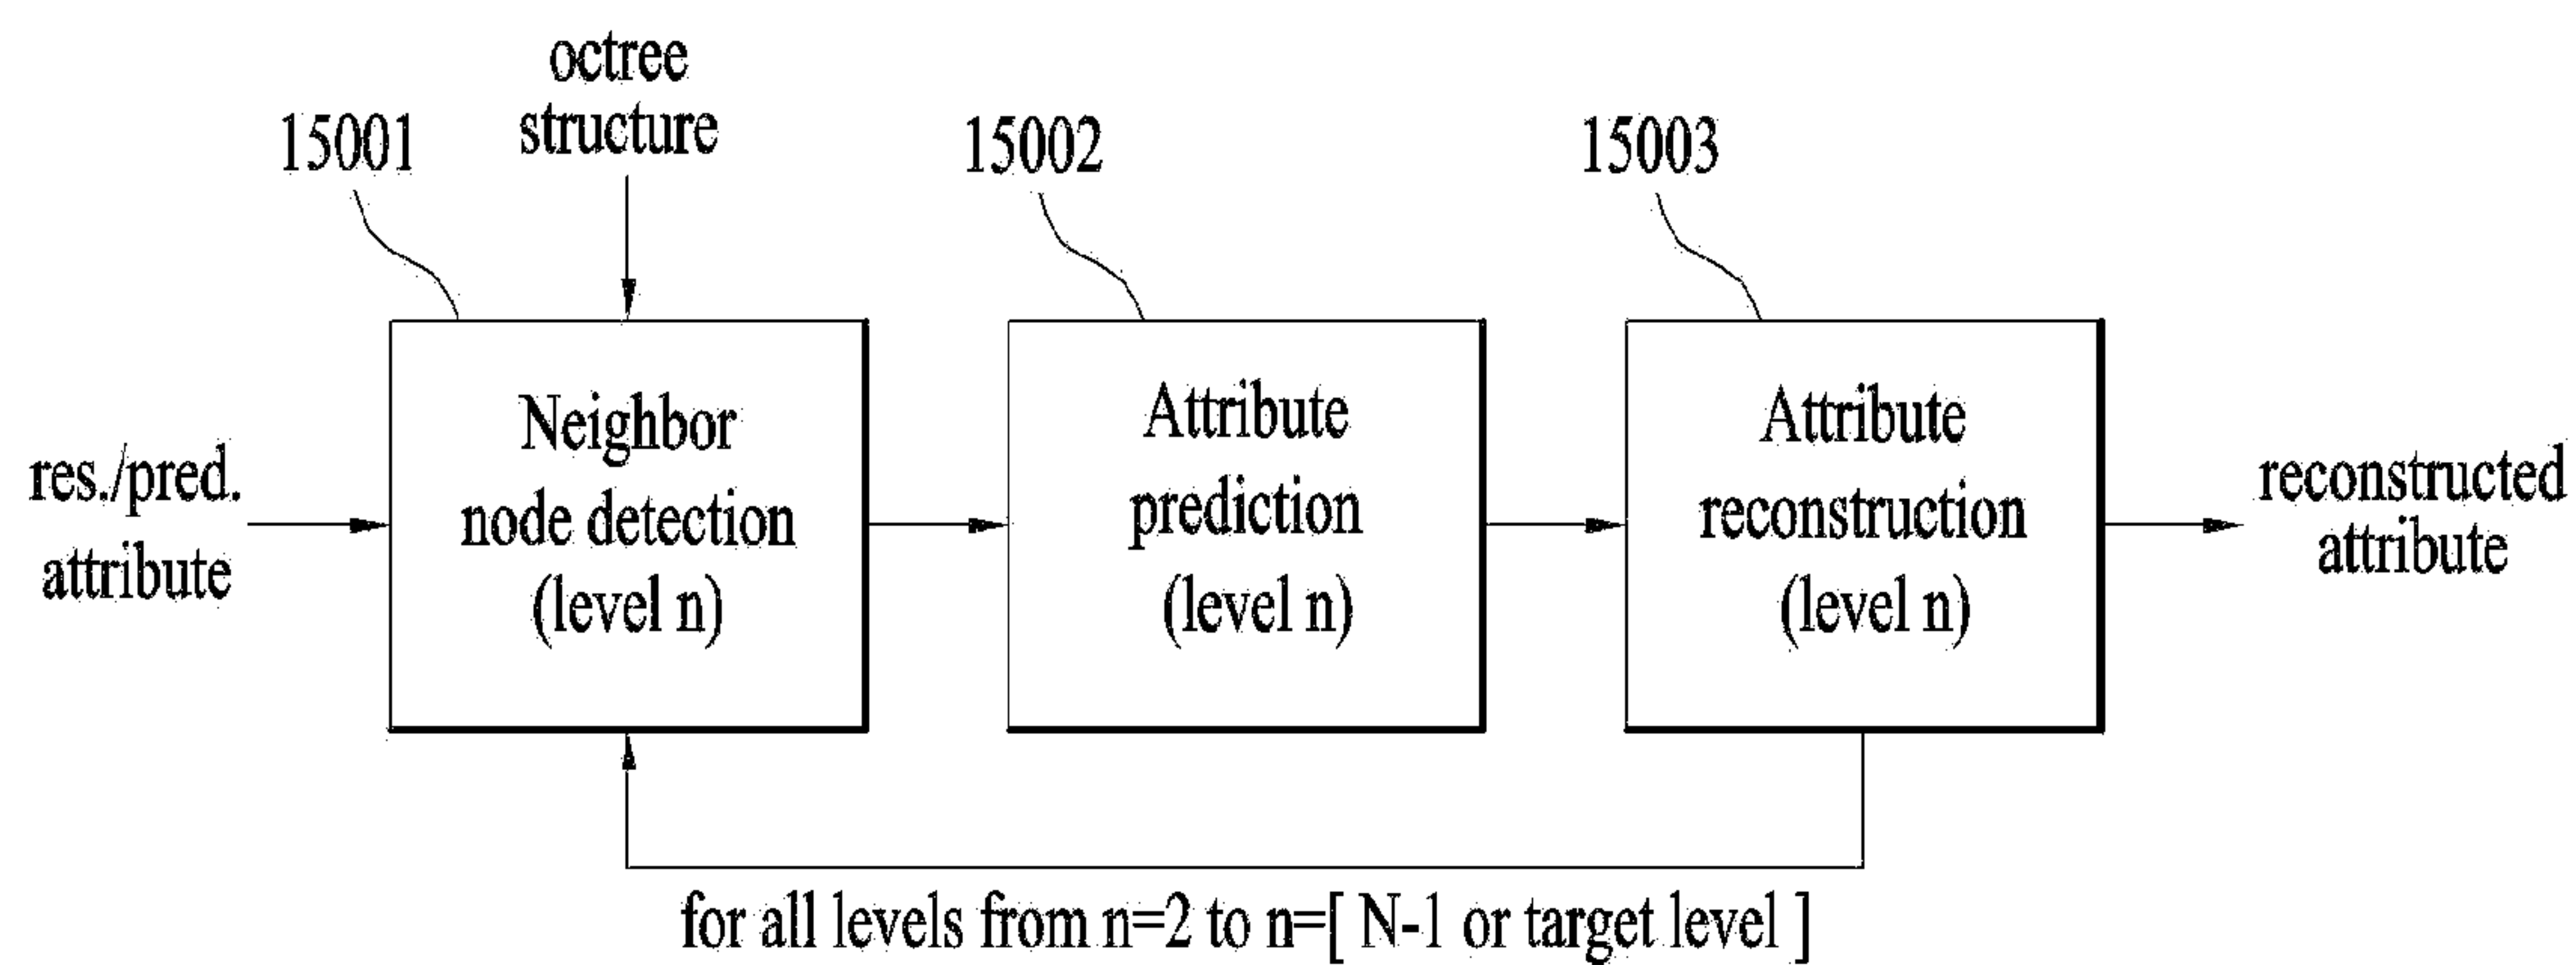 octree
structure
15001
15002
15003
res./pred.
attribute
Neighbor
node detection
(level n)
Attribute
prediction
(level n)
Attribute
reconstruction
(level n)
reconstructed
attribute
for all levels from n=2 to n=[ N-1 or target level ]